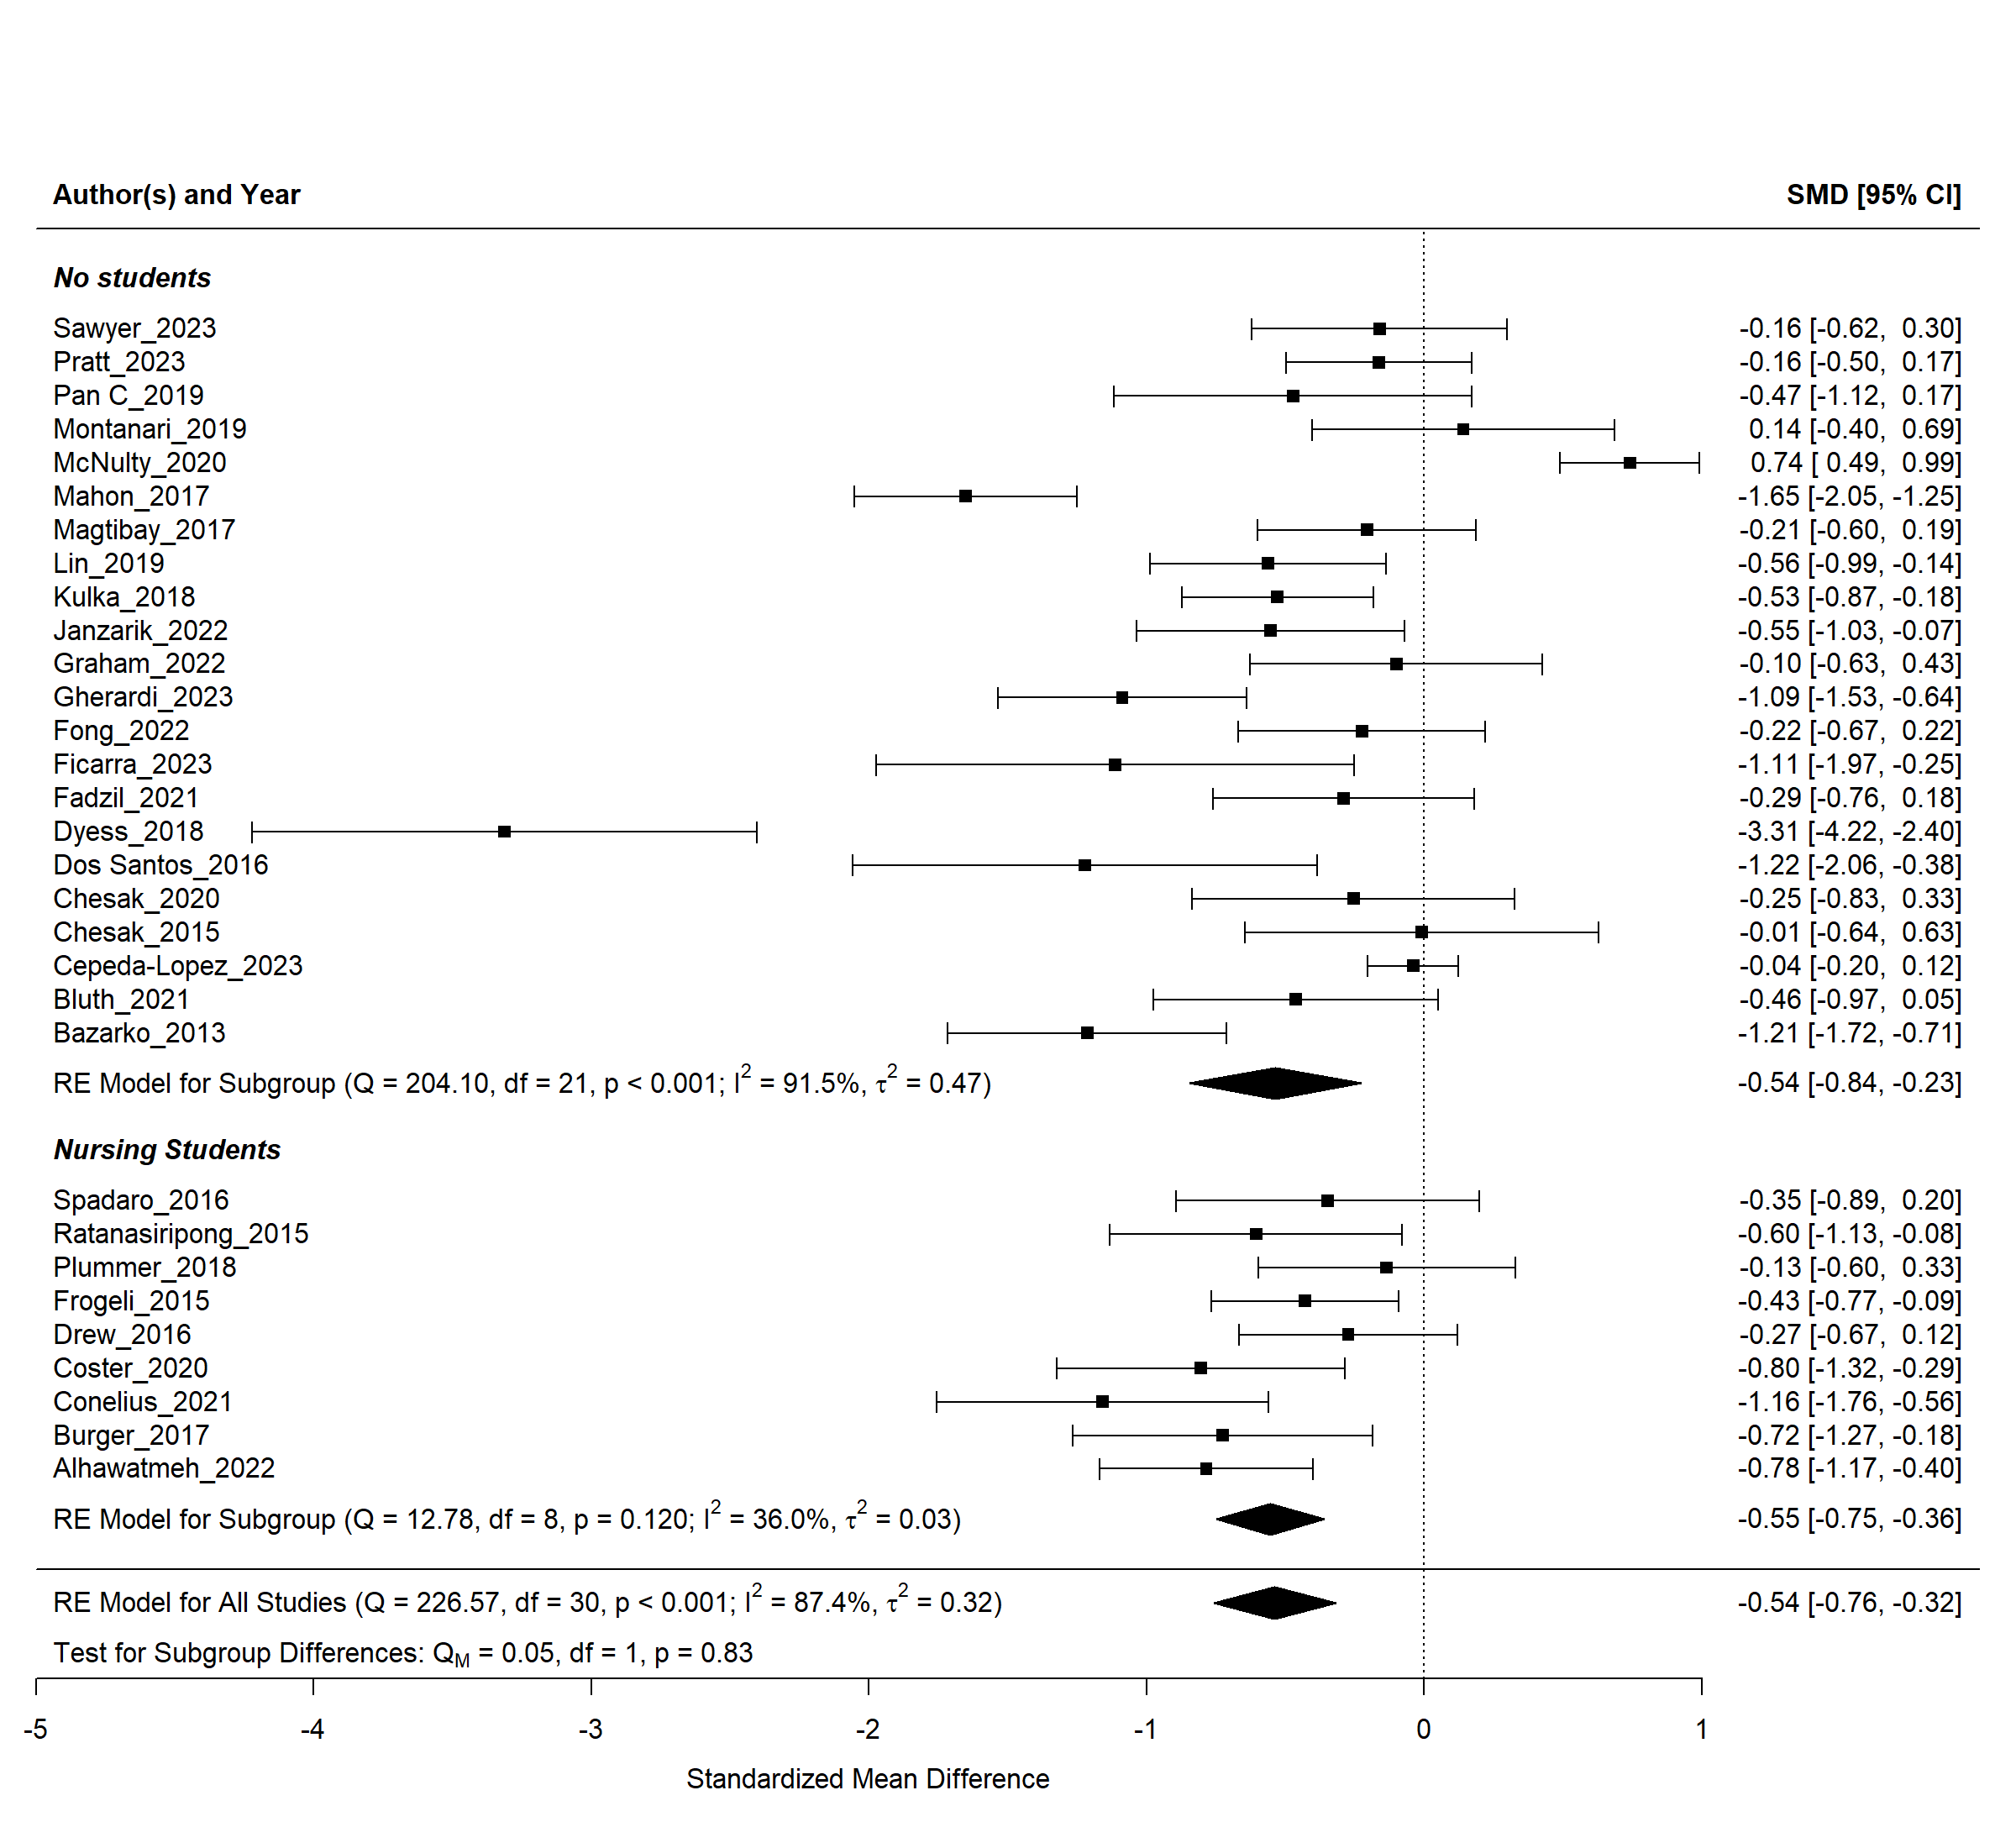 Author(s) and Year SMD [95% CI]
No students
Sawyer_2023 -0.16 [-0.62, 0.30]
Pratt_2023 -0.16 [-0.50, 0.17]
Pan C_2019 -0.47 [-1.12, 0.17]
Montanari_2019 0.14 [-0.40, 0.69]
McNulty_2020 0.74 [ 0.49, 0.99]
Mahon_2017 -1.65 [-2.05, -1.25]
Magtibay_2017 -0.21 [-0.60, 0.19]
Lin_2019 -0.56 [-0.99, -0.14]
Kulka_2018 -0.53 [-0.87, -0.18]
Janzarik_2022 -0.55 [-1.03, -0.07]
Graham_2022 -0.10 [-0.63, 0.43]
Gherardi_2023 -1.09 [-1.53, -0.64]
Fong_2022 -0.22 [-0.67, 0.22]
Ficarra_2023 -1.11 [-1.97, -0.25]
Fadzil_2021 -0.29 [-0.76, 0.18]
Dyess_2018 -3.31 [-4.22, -2.40]
Dos Santos_2016 -1.22 [-2.06, -0.38]
Chesak_2020 -0.25 [-0.83, 0.33]
Chesak_2015 -0.01 [-0.64, 0.63]
Cepeda-Lopez_2023 -0.04 [-0.20, 0.12]
Bluth_2021 -0.46 [-0.97, 0.05]
Bazarko_2013 -1.21 [-1.72, -0.71]
RE Model for Subgroup (Q = 204.10, df = 21, p < 0.001; I² = 91.5%, τ² = 0.47) -0.54 [-0.84, -0.23]
Nursing Students
Spadaro_2016 -0.35 [-0.89, 0.20]
Ratanasiripong_2015 -0.60 [-1.13, -0.08]
Plummer_2018 -0.13 [-0.60, 0.33]
Frogeli_2015 -0.43 [-0.77, -0.09]
Drew_2016 -0.27 [-0.67, 0.12]
Coster_2020 -0.80 [-1.32, -0.29]
Conelius_2021 -1.16 [-1.76, -0.56]
Burger_2017 -0.72 [-1.27, -0.18]
Alhawatmeh_2022 -0.78 [-1.17, -0.40]
RE Model for Subgroup (Q = 12.78, df = 8, p = 0.120; I² = 36.0%, τ² = 0.03) -0.55 [-0.75, -0.36]
RE Model for All Studies (Q = 226.57, df = 30, p < 0.001; I² = 87.4%, τ² = 0.32) -0.54 [-0.76, -0.32]
Test for Subgroup Differences: Q_M = 0.05, df = 1, p = 0.83
-5 -4 -3 -2 -1 0 1
Standardized Mean Difference